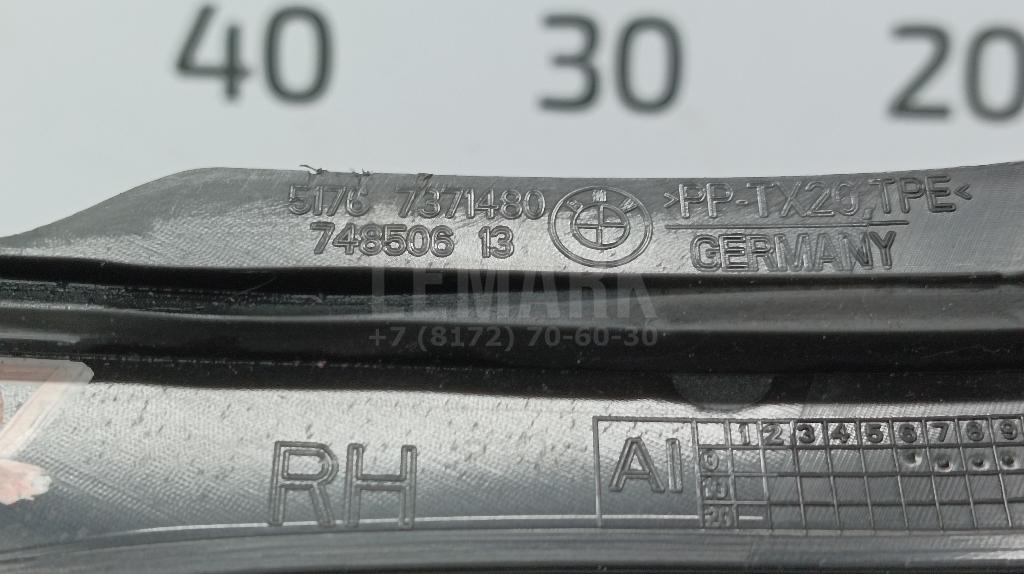 40 30 20
5176 7371480 >PP-TX20,TPE<
748506 13 GERMANY
LEMARK
+7 (8172) 70-60-30
RH AI 1 2 3 4 5 6 7 8 9
0
10
20